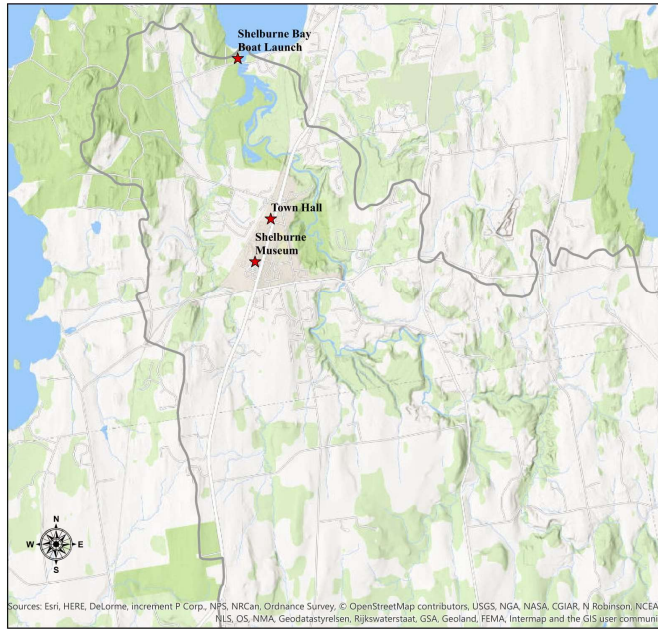 Shelburne Bay
Boat Launch
Town Hall
Shelburne
Museum
N
W
E
S
Sources: Esri, HERE, DeLorme, increment P Corp., NPS, NRCan, Ordnance Survey, © OpenStreetMap contributors, USGS, NGA, NASA, CGIAR, N Robinson, NCEA
NLS, OS, NMA, Geodatastyrelsen, Rijkswaterstaat, GSA, Geoland, FEMA, Intermap and the GIS user communi